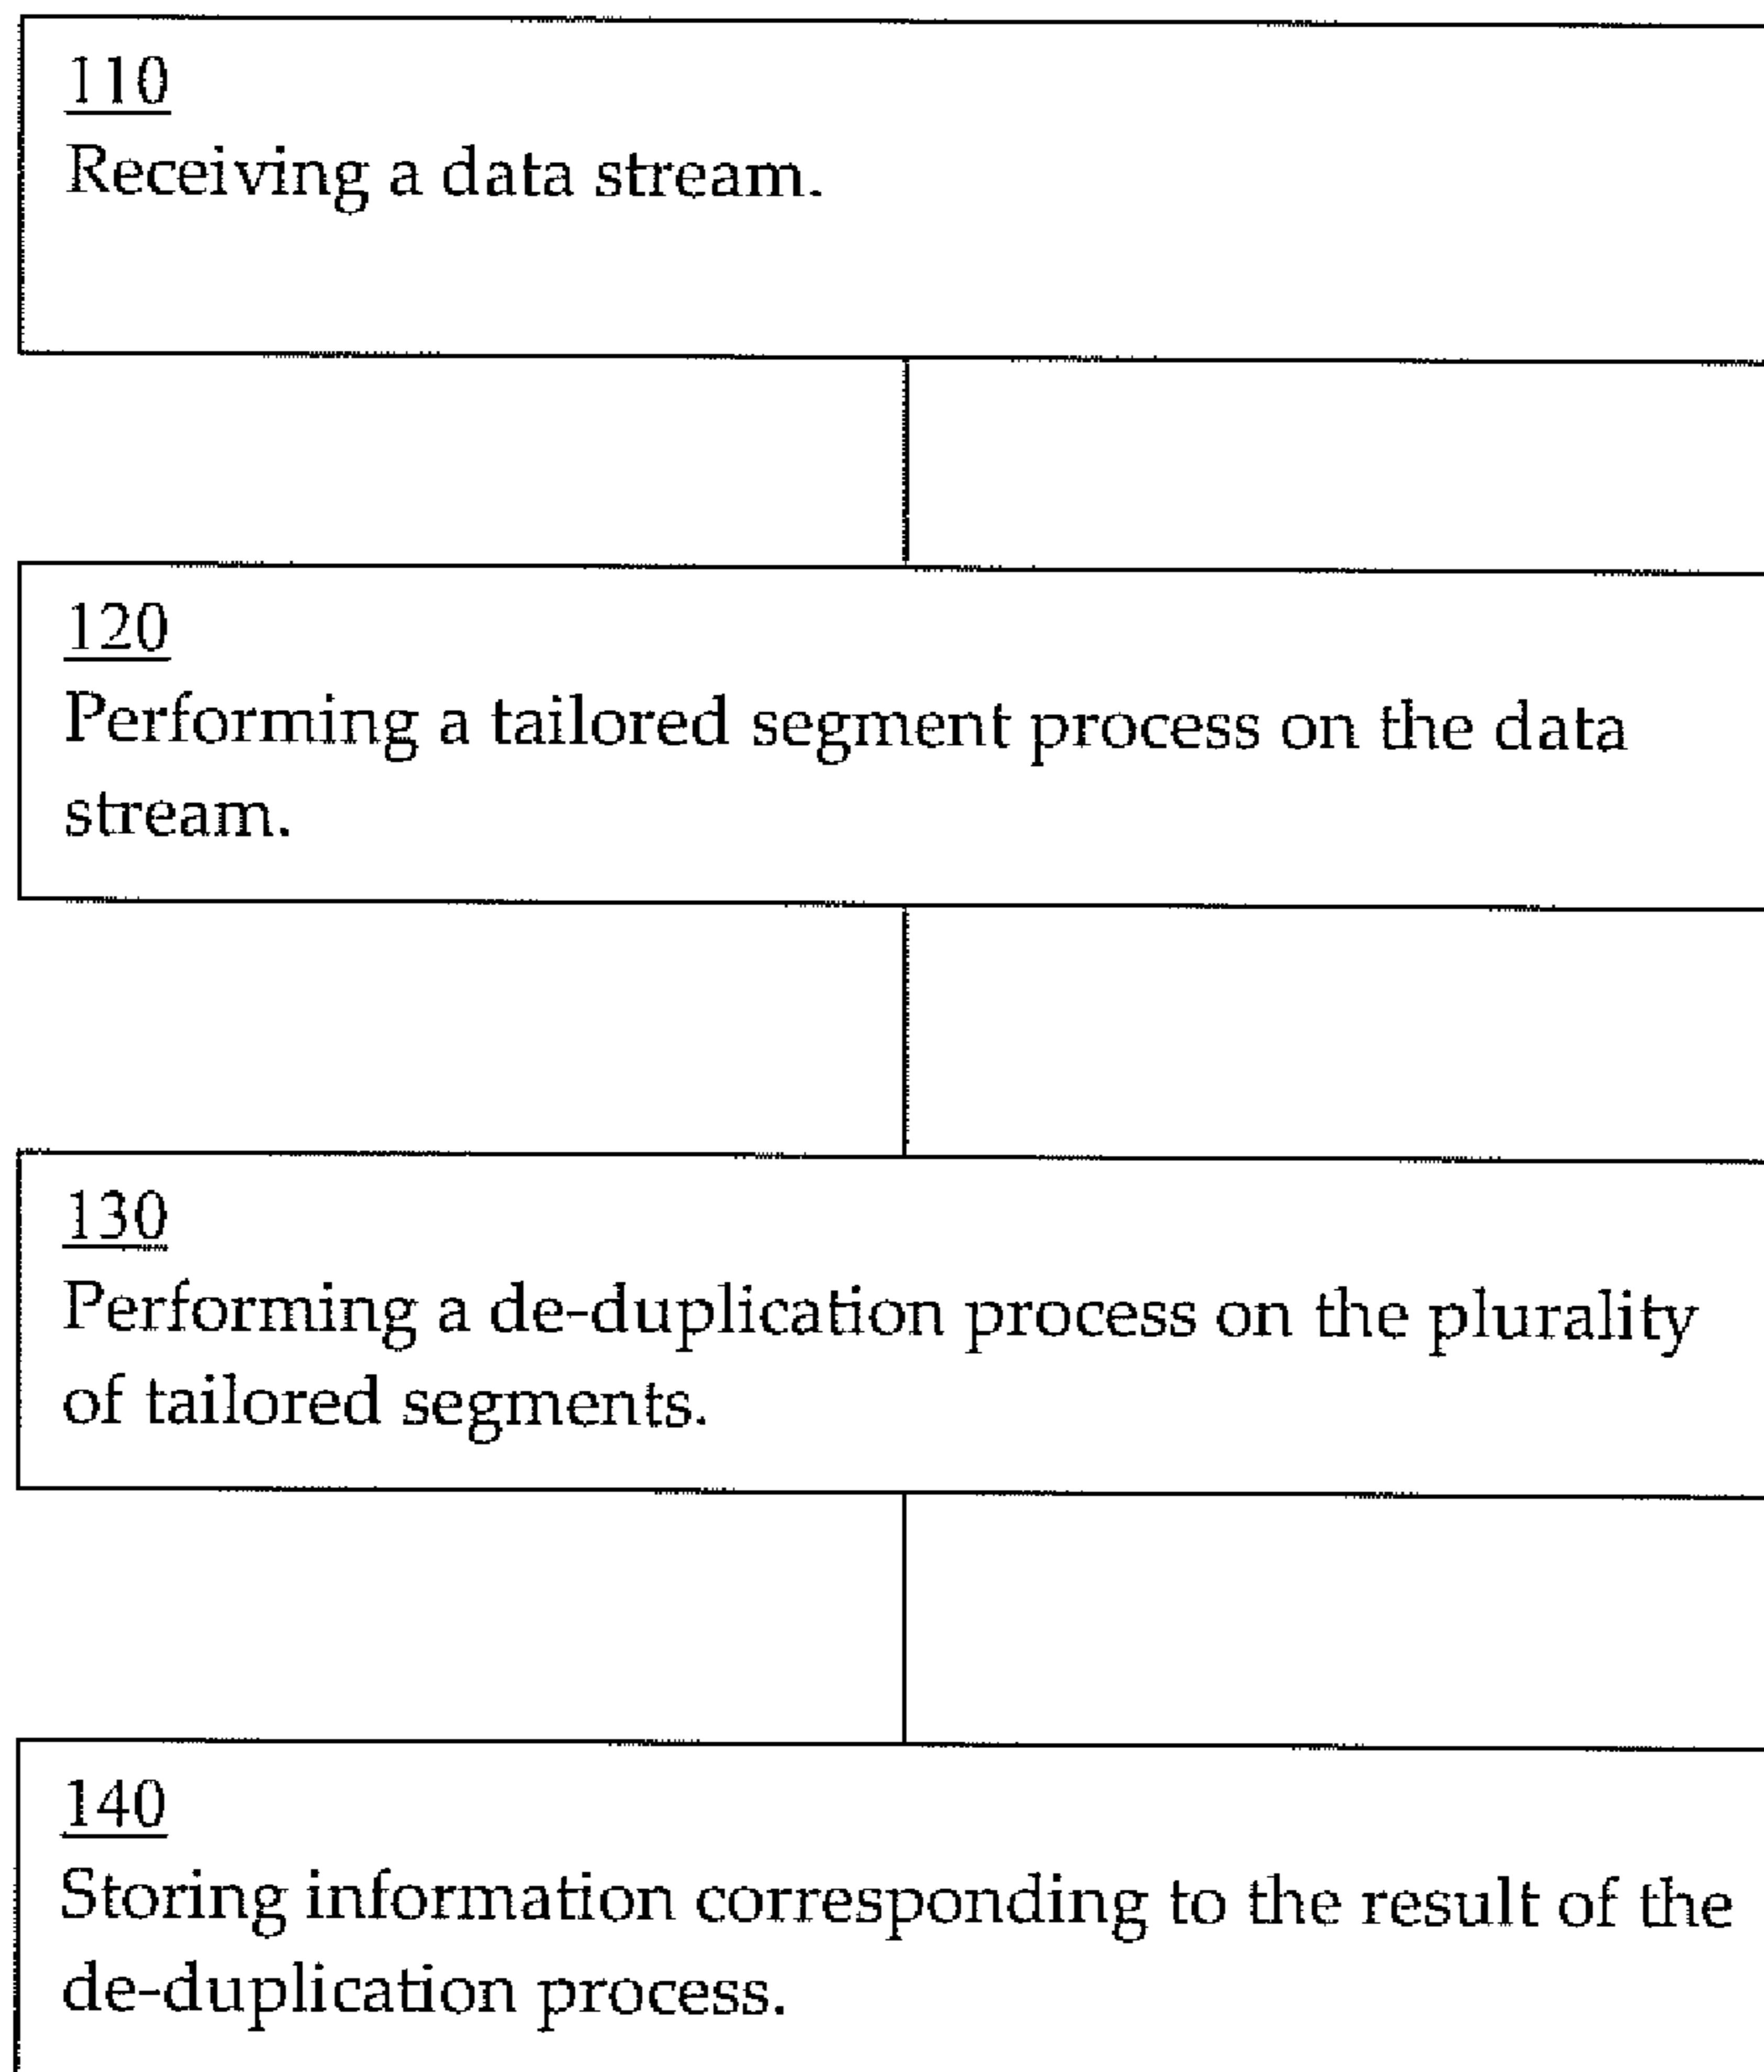 110
Receiving a data stream.
120
Performing a tailored segment process on the data
stream.
130
Performing a de-duplication process on the plurality
of tailored segments.
140
Storing information corresponding to the result of the
de-duplication process.